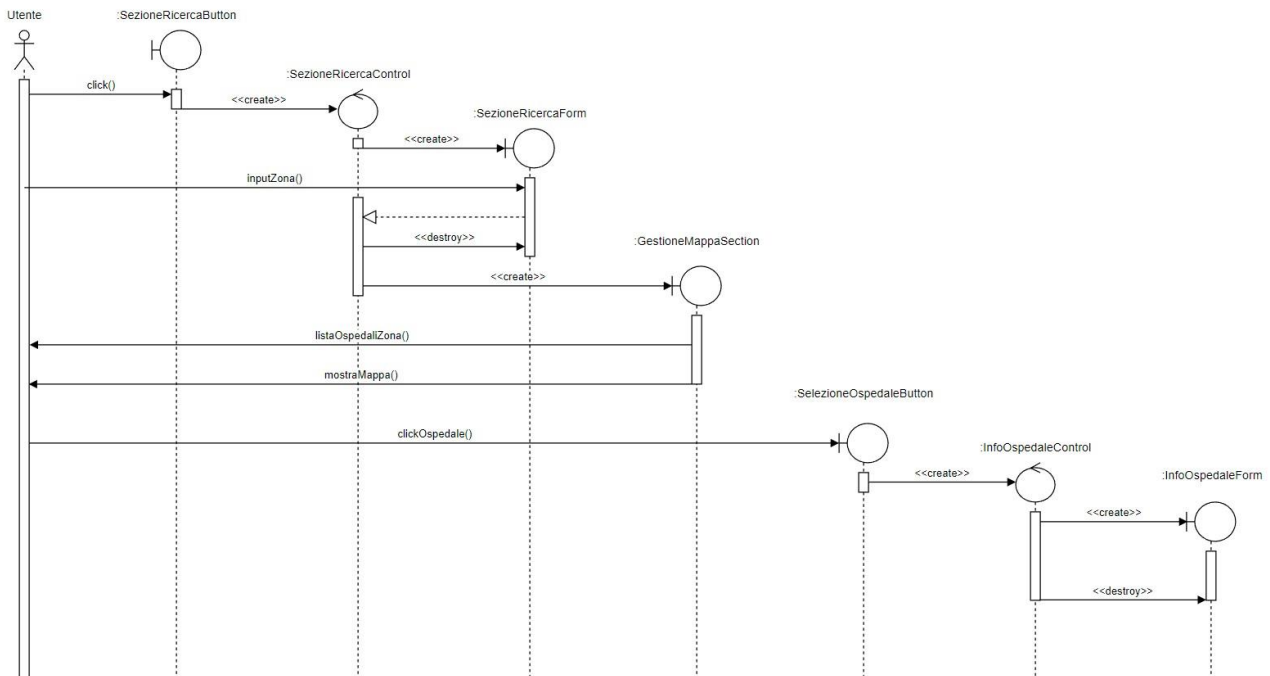 Utente
:SezioneRicercaButton
:SezioneRicercaControl
click()
<<create>>
:SezioneRicercaForm
<<create>>
inputZona()
<<destroy>>
:GestioneMappaSection
<<create>>
listaOspedaliZona()
mostraMappa()
:SelezioneOspedaleButton
clickOspedale()
:InfoOspedaleControl
<<create>>
:InfoOspedaleForm
<<create>>
<<destroy>>